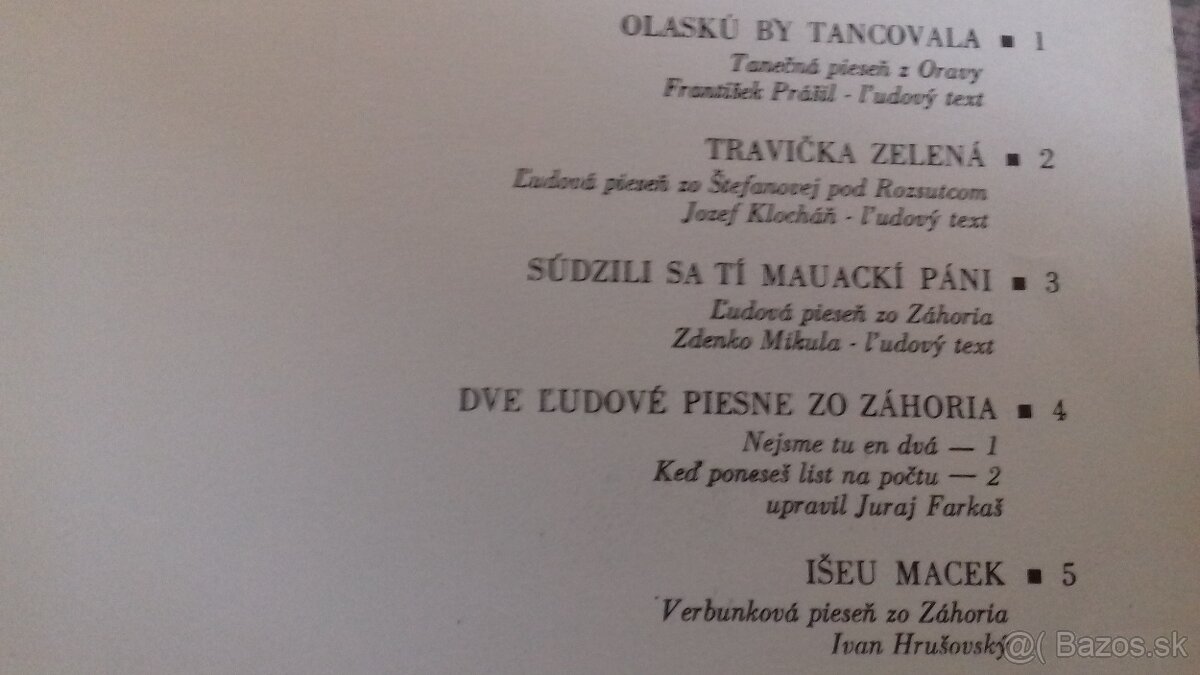 OLASKÚ BY TANCOVALA ■ 1
Tanečná pieseň z Oravy
František Prášil - ľudový text
TRAVIČKA ZELENÁ ■ 2
Ľudová pieseň zo Štefanovej pod Rozsutcom
Jozef Klocháň - ľudový text
SÚDZILI SA TÍ MAUACKÍ PÁNI ■ 3
Ľudová pieseň zo Záhoria
Zdenko Mikula - ľudový text
DVE ĽUDOVÉ PIESNE ZO ZÁHORIA ■ 4
Nejsme tu en dvá — 1
Keď poneseš list na počtu — 2
upravil Juraj Farkaš
IŠEU MACEK ■ 5
Verbunková pieseň zo Záhoria
Ivan Hrušovský
@( Bazos.sk